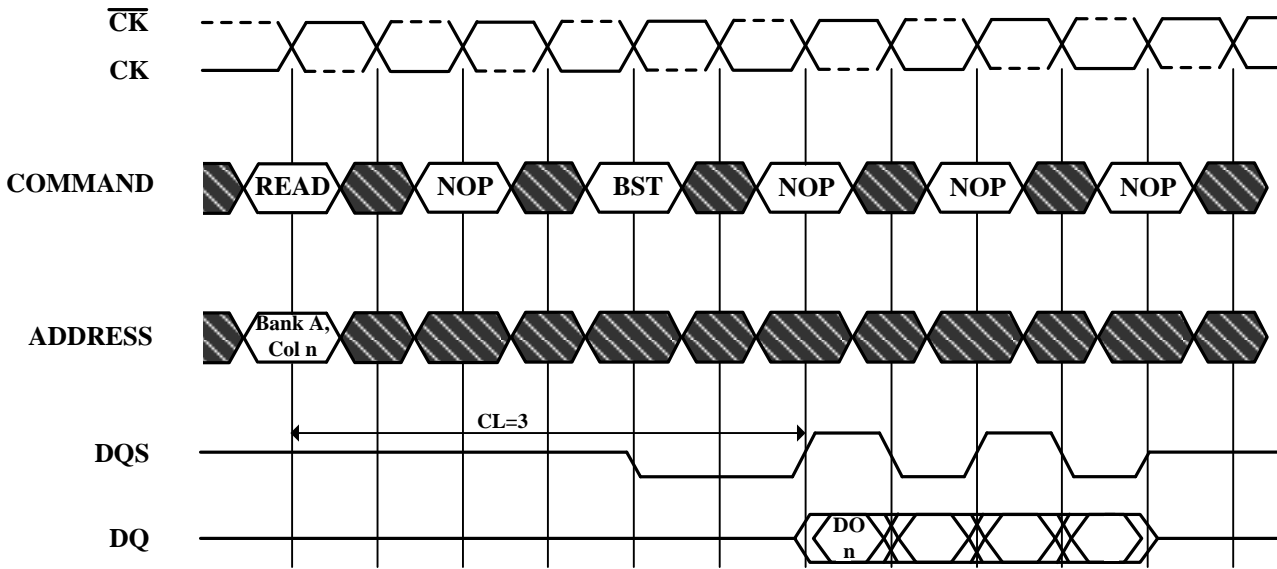 CK
CK
COMMAND READ NOP BST NOP NOP NOP
ADDRESS Bank A,
Col n
CL=3
DQS
DQ DO
n